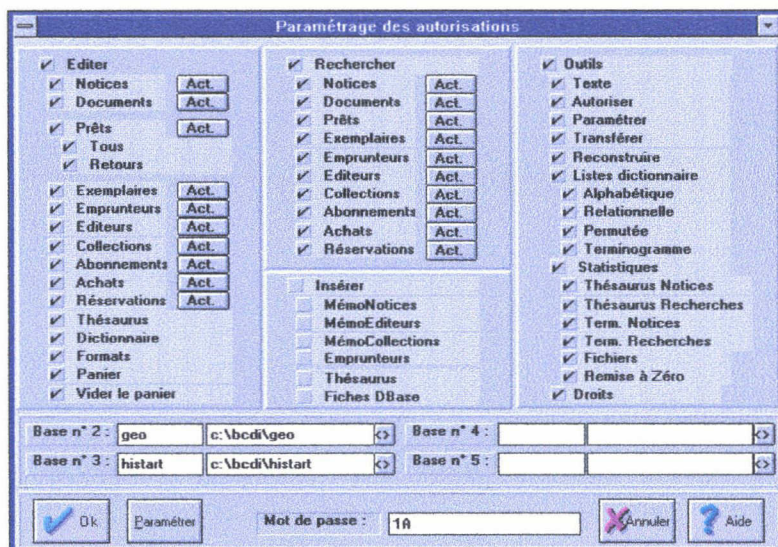 Paramétrage des autorisations
Editer
Notices Act.
Documents Act.
Prêts Act.
Tous
Retours
Exemplaires Act.
Emprunteurs Act.
Editeurs Act.
Collections Act.
Abonnements Act.
Achats Act.
Réservations Act.
Thésaurus
Dictionnaire
Formats
Panier
Vider le panier
Rechercher
Notices Act.
Documents Act.
Prêts Act.
Exemplaires Act.
Emprunteurs Act.
Editeurs Act.
Collections Act.
Abonnements Act.
Achats Act.
Réservations Act.
Insérer
MémoNotices
MémoEditeurs
MémoCollections
Emprunteurs
Thésaurus
Fiches DBase
Outils
Texte
Autoriser
Paramétrer
Transférer
Reconstruire
Listes dictionnaire
Alphabétique
Relationnelle
Permutée
Terminogramme
Statistiques
Thésaurus Notices
Thésaurus Recherches
Term. Notices
Term. Recherches
Fichiers
Remise à Zéro
Droits
Base n° 2 : geo c:\bcdi\geo <> Base n° 4 : <>
Base n° 3 : histart c:\bcdi\histart <> Base n° 5 : <>
Ok Paramétrer Mot de passe : 1A Annuler ? Aide